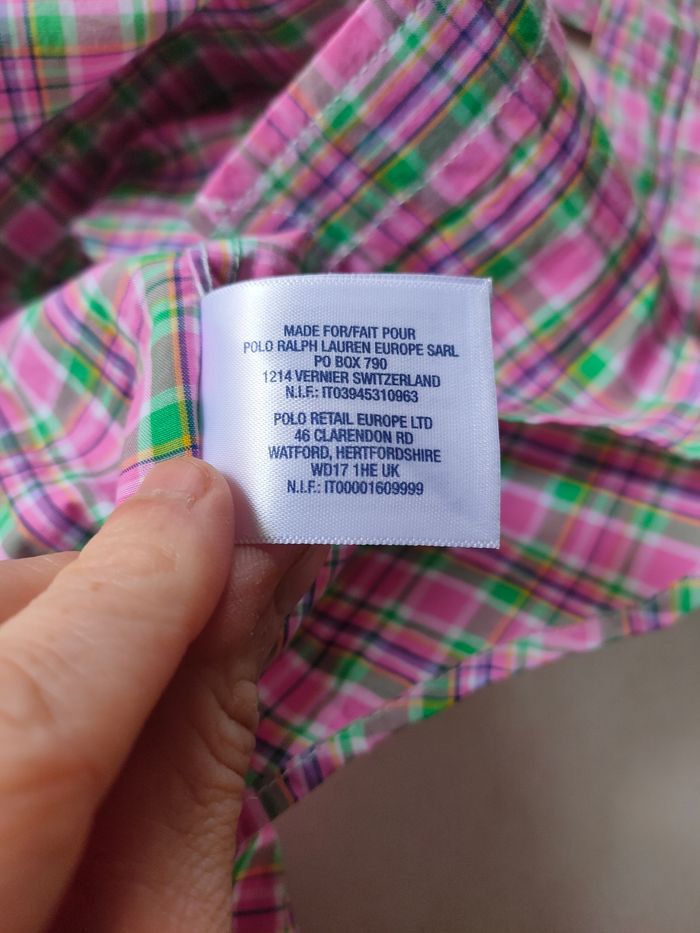 MADE FOR/FAIT POUR
POLO RALPH LAUREN EUROPE SARL
PO BOX 790
1214 VERNIER SWITZERLAND
N.I.F.: IT03945310963
POLO RETAIL EUROPE LTD
46 CLARENDON RD
WATFORD, HERTFORDSHIRE
WD17 1HE UK
N.I.F.: IT00001609999